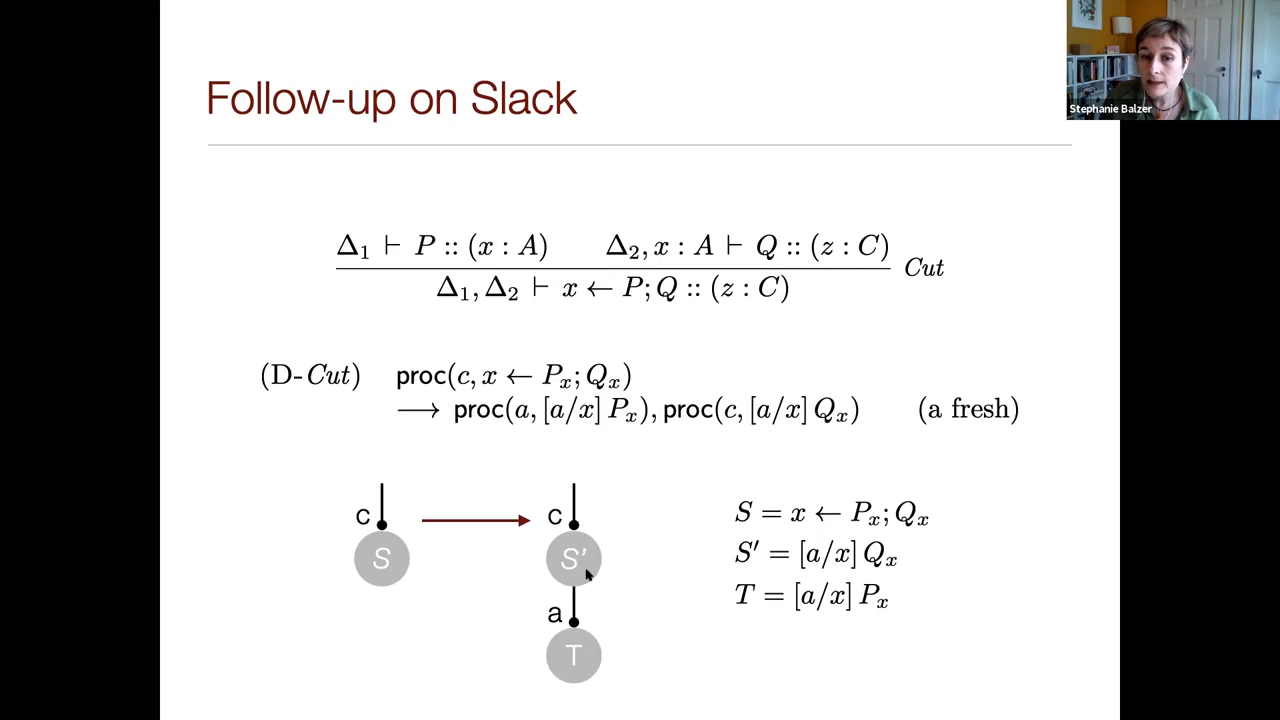 Follow-up on Slack
Stephanie Balzer
Δ₁ ⊢ P :: (x : A)    Δ₂, x : A ⊢ Q :: (z : C)
Cut
Δ₁, Δ₂ ⊢ x ← P; Q :: (z : C)
(D-Cut) proc(c, x ← Pₓ; Qₓ)
⟶ proc(a, [a/x] Pₓ), proc(c, [a/x] Qₓ) (a fresh)
c
S
c
S'
a
T
S = x ← Pₓ; Qₓ
S′ = [a/x] Qₓ
T = [a/x] Pₓ